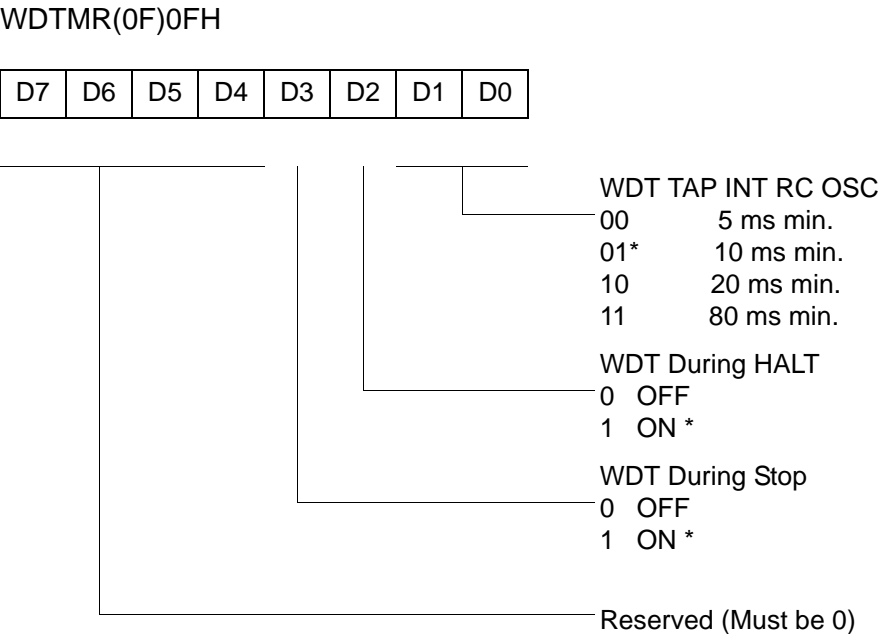 WDTMR(0F)0FH
D7 D6 D5 D4 D3 D2 D1 D0
WDT TAP INT RC OSC
00 5 ms min.
01* 10 ms min.
10 20 ms min.
11 80 ms min.
WDT During HALT
0 OFF
1 ON *
WDT During Stop
0 OFF
1 ON *
Reserved (Must be 0)